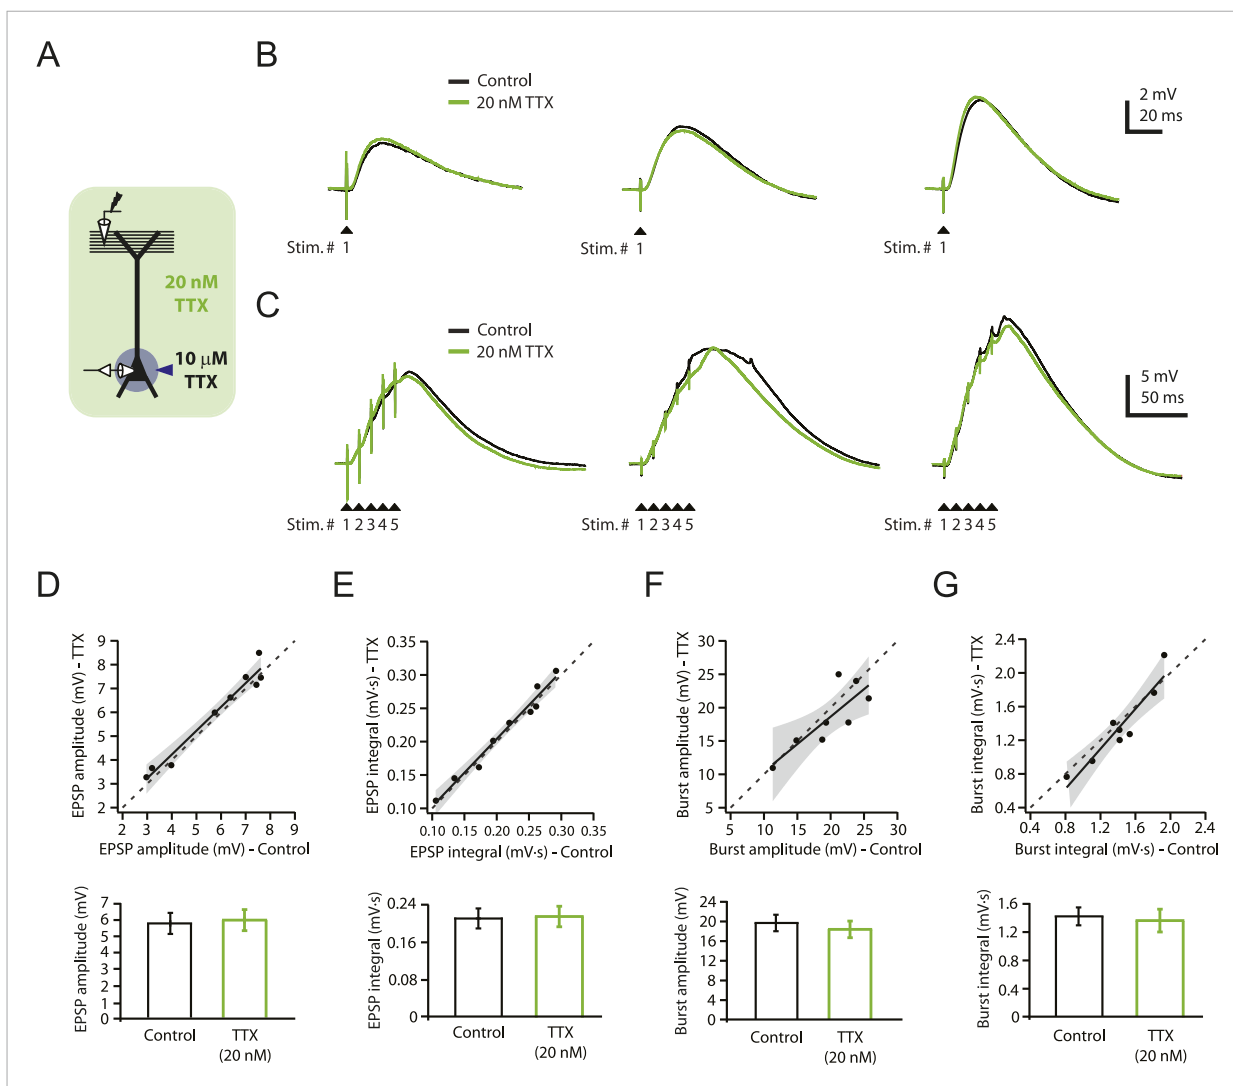 A
B
Control
20 nM TTX
2 mV
20 ms
Stim. # 1
Stim. # 1
Stim. # 1
20 nM
TTX
10 µM
TTX
C
Control
20 nM TTX
5 mV
50 ms
Stim. # 1 2 3 4 5
Stim. # 1 2 3 4 5
Stim. # 1 2 3 4 5
D
EPSP amplitude (mV) - TTX
9
8
7
6
5
4
3
2
2 3 4 5 6 7 8 9
EPSP amplitude (mV) - Control
EPSP amplitude (mV)
7
6
5
4
3
2
1
0
Control
TTX
(20 nM)
E
EPSP integral (mV·s) - TTX
0.35
0.30
0.25
0.20
0.15
0.10
0.10 0.15 0.20 0.25 0.30 0.35
EPSP integral (mV·s) - Control
EPSP integral (mV·s)
0.24
0.16
0.08
0
Control
TTX
(20 nM)
F
Burst amplitude (mV) - TTX
30
25
20
15
10
5
5 10 15 20 25 30
Burst amplitude (mV) - Control
Burst amplitude (mV)
24
20
16
12
8
4
0
Control
TTX
(20 nM)
G
Burst integral (mV·s) - TTX
2.4
2.0
1.6
1.2
0.8
0.4
0.4 0.8 1.2 1.6 2.0 2.4
Burst integral (mV·s) - Control
Burst integral (mV·s)
1.6
1.2
0.8
0.4
0
Control
TTX
(20 nM)